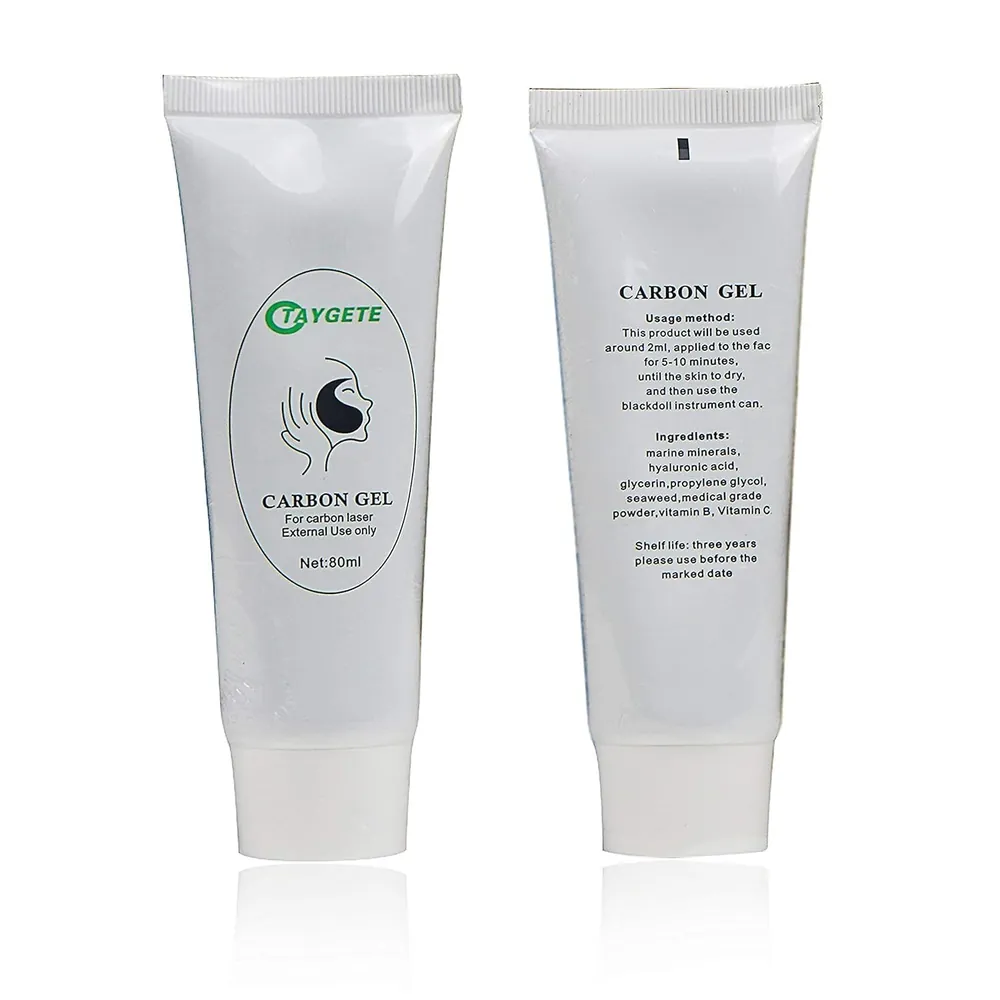 TAYGETE
CARBON GEL
For carbon laser
External Use only
Net:80ml
CARBON GEL
Usage method:
This product will be used
around 2ml, applied to the fac
for 5-10 minutes,
until the skin to dry,
and then use the
blackdoll instrument can.
Ingredients:
marine minerals,
hyaluronic acid,
glycerin,propylene glycol,
seaweed,medical grade
powder,vitamin B, Vitamin C
Shelf life: three years
please use before the
marked date